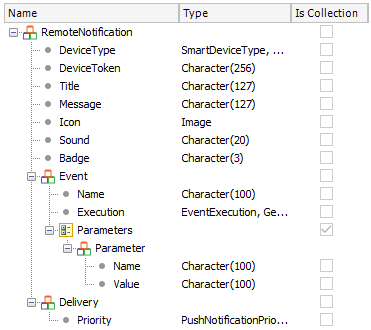 Name Type Is Collection
RemoteNotification
DeviceType SmartDeviceType, ...
DeviceToken Character(256)
Title Character(127)
Message Character(127)
Icon Image
Sound Character(20)
Badge Character(3)
Event
Name Character(100)
Execution EventExecution, Ge...
Parameters
Parameter
Name Character(100)
Value Character(100)
Delivery
Priority PushNotificationPrio...